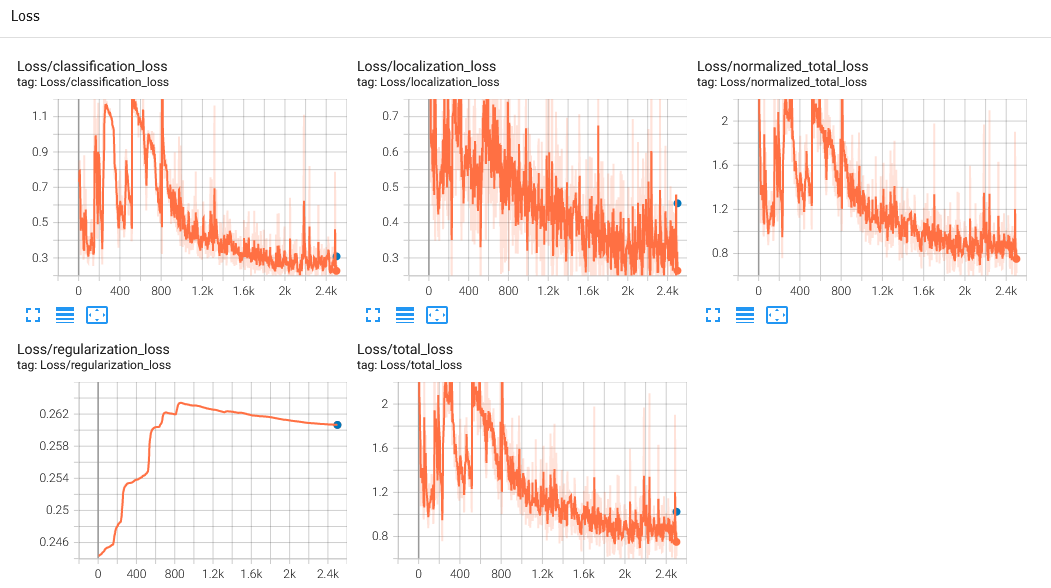 Loss
Loss/classification_loss
tag: Loss/classification_loss
1.1
0.9
0.7
0.5
0.3
0 400 800 1.2k 1.6k 2k 2.4k
Loss/localization_loss
tag: Loss/localization_loss
0.7
0.6
0.5
0.4
0.3
0 400 800 1.2k 1.6k 2k 2.4k
Loss/normalized_total_loss
tag: Loss/normalized_total_loss
2
1.6
1.2
0.8
0 400 800 1.2k 1.6k 2k 2.4k
Loss/regularization_loss
tag: Loss/regularization_loss
0.262
0.258
0.254
0.25
0.246
0 400 800 1.2k 1.6k 2k 2.4k
Loss/total_loss
tag: Loss/total_loss
2
1.6
1.2
0.8
0 400 800 1.2k 1.6k 2k 2.4k